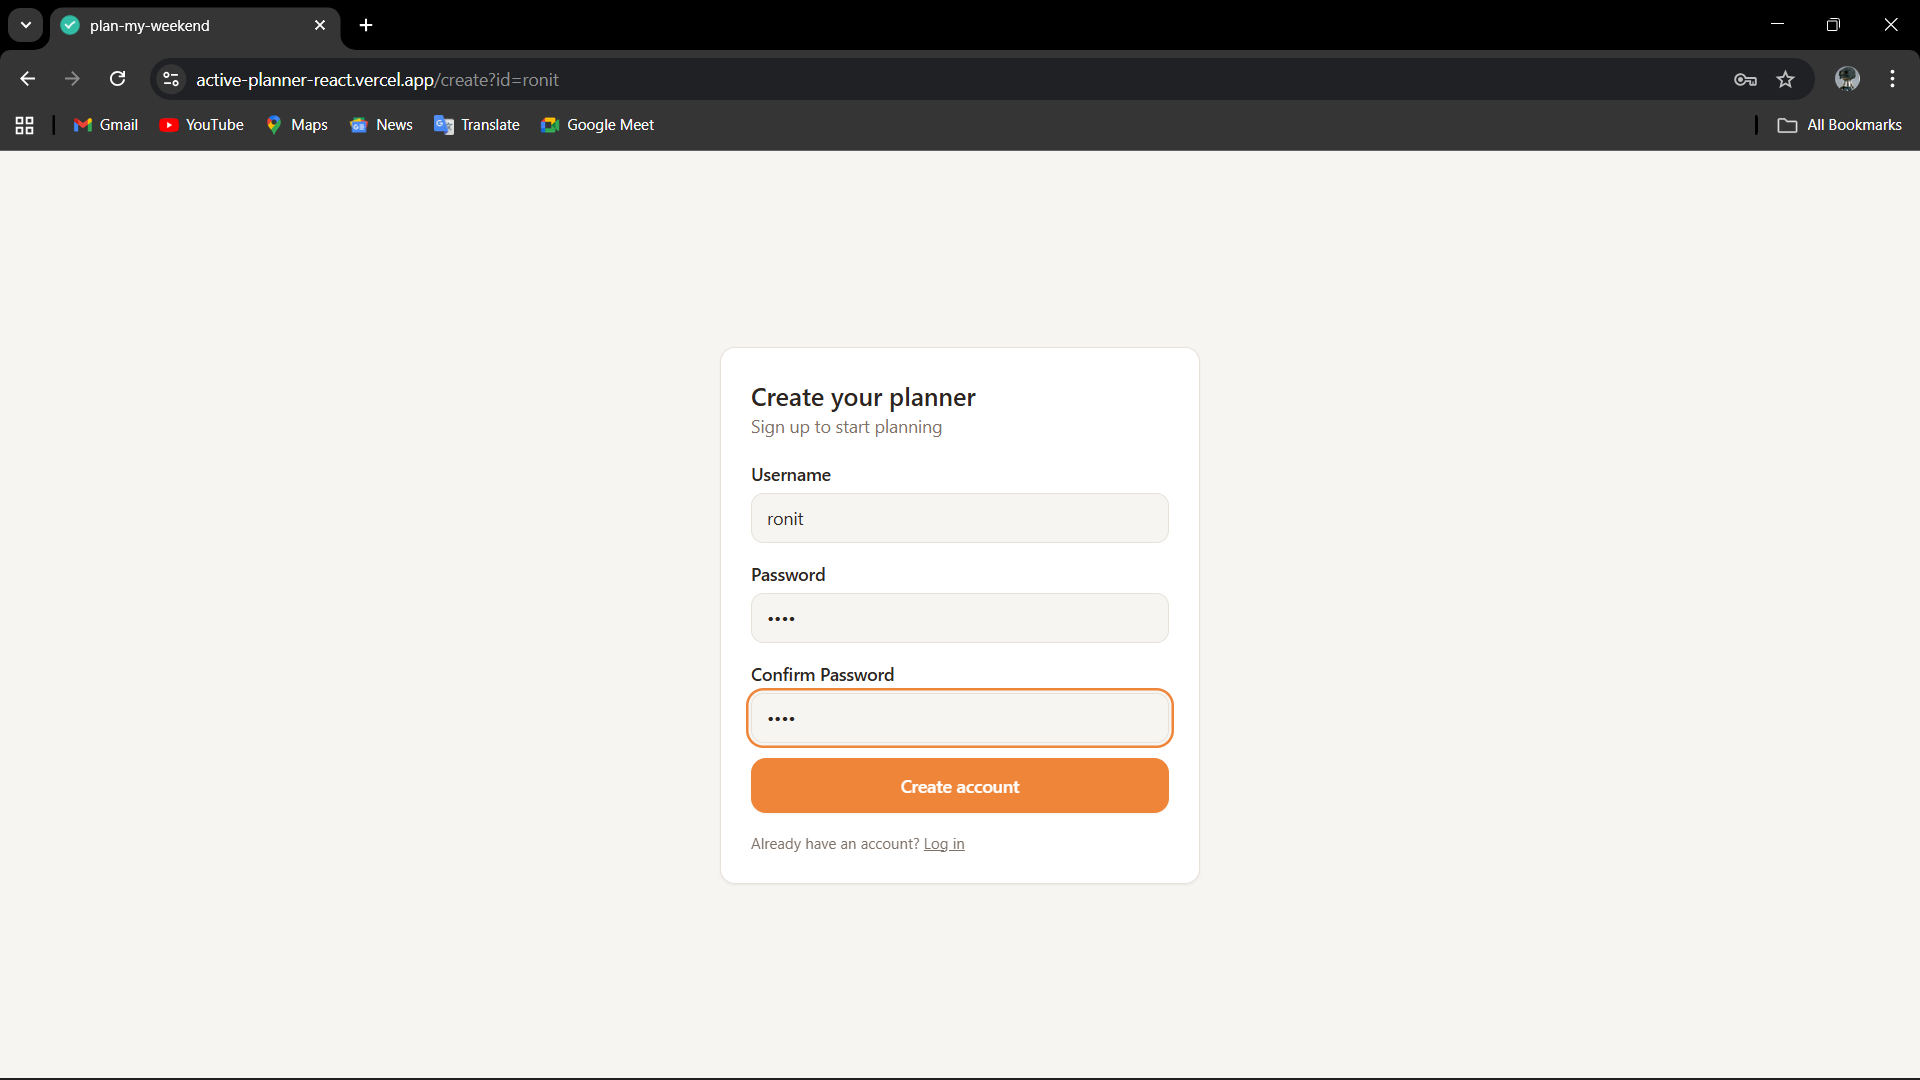 plan-my-weekend
active-planner-react.vercel.app/create?id=ronit
Gmail YouTube Maps News Translate Google Meet All Bookmarks
Create your planner
Sign up to start planning
Username
ronit
Password
••••
Confirm Password
••••
Create account
Already have an account? Log in